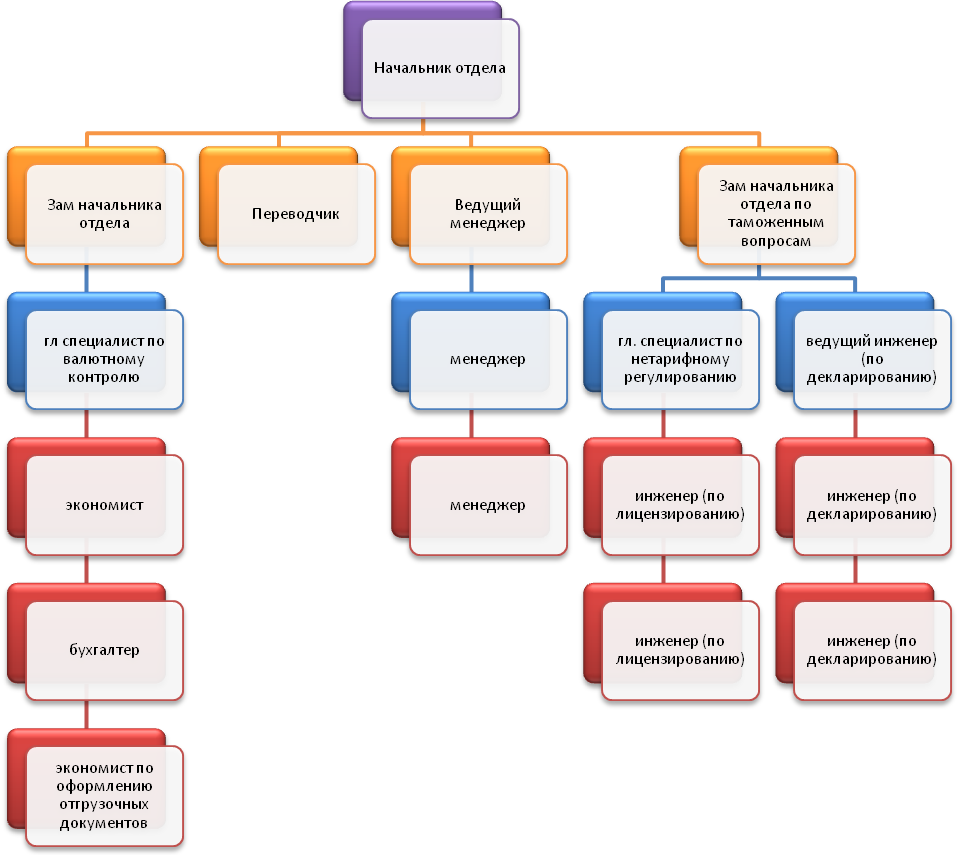 Начальник отдела
Зам начальника
отдела
Переводчик
Ведущий
менеджер
Зам начальника
отдела по
таможенным
вопросам
гл специалист по
валютному
контролю
менеджер
гл. специалист по
нетарифному
регулированию
ведущий инженер
(по
декларированию)
экономист
менеджер
инженер (по
лицензированию)
инженер (по
декларированию)
бухгалтер
инженер (по
лицензированию)
инженер (по
декларированию)
экономист по
оформлению
отгрузочных
документов